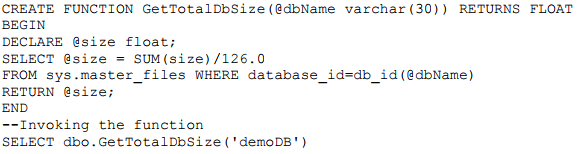 CREATE FUNCTION GetTotalDbSize(@dbName varchar(30)) RETURNS FLOAT
BEGIN
DECLARE @size float;
SELECT @size = SUM(size)/126.0
FROM sys.master_files WHERE database_id=db_id(@dbName)
RETURN @size;
END
--Invoking the function
SELECT dbo.GetTotalDbSize('demoDB')